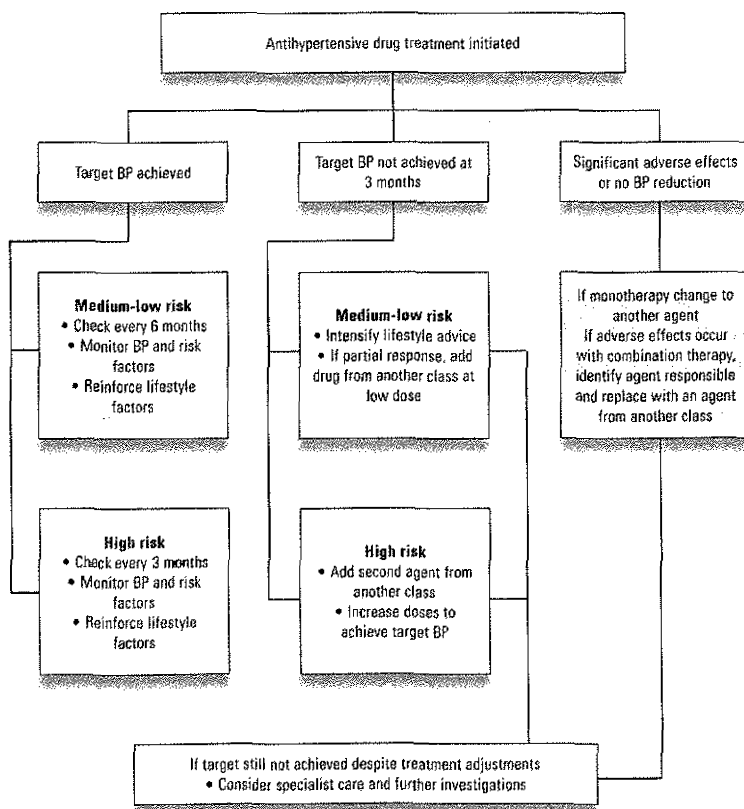 Antihypertensive drug treatment initiated
Target BP achieved
Target BP not achieved at
3 months
Significant adverse effects
or no BP reduction
Medium-low risk
• Check every 6 months
• Monitor BP and risk
factors
• Reinforce lifestyle
factors
Medium-low risk
• Intensify lifestyle advice
• If partial response, add
drug from another class at
low dose
If monotherapy change to
another agent
If adverse effects occur
with combination therapy,
identify agent responsible
and replace with an agent
from another class
High risk
• Check every 3 months
• Monitor BP and risk
factors
• Reinforce lifestyle
factors
High risk
• Add second agent from
another class
• Increase doses to
achieve target BP
If target still not achieved despite treatment adjustments
• Consider specialist care and further investigations